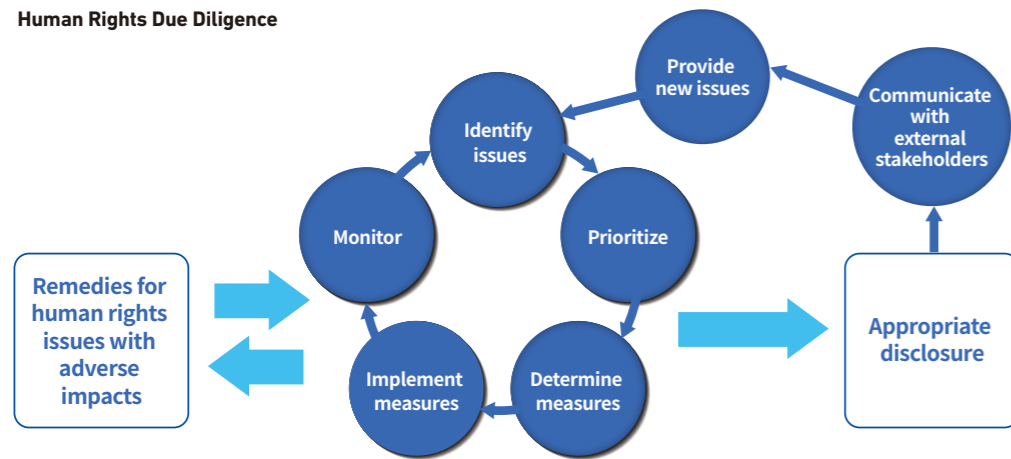 Human Rights Due Diligence
Provide
new issues
Communicate
with
external
stakeholders
Identify
issues
Monitor
Prioritize
Remedies for
human rights
issues with
adverse
impacts
Appropriate
disclosure
Implement
measures
Determine
measures